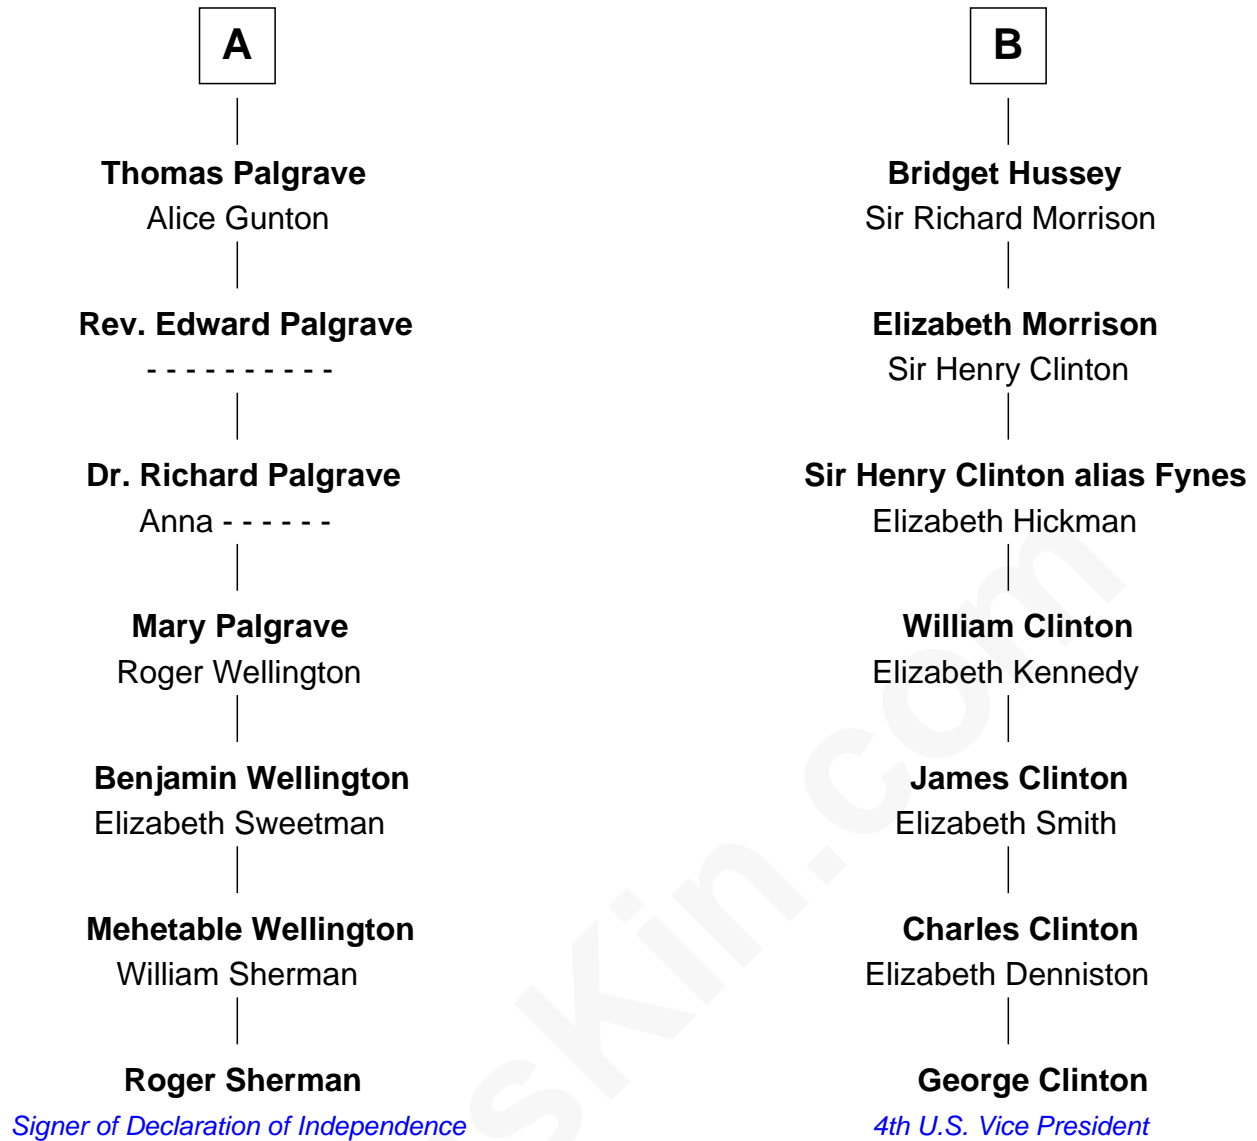 A
Thomas Palgrave
Alice Gunton
Rev. Edward Palgrave
- - - - - - - - - -
Dr. Richard Palgrave
Anna - - - - - -
Mary Palgrave
Roger Wellington
Benjamin Wellington
Elizabeth Sweetman
Mehetable Wellington
William Sherman
Roger Sherman
Signer of Declaration of Independence
B
Bridget Hussey
Sir Richard Morrison
Elizabeth Morrison
Sir Henry Clinton
Sir Henry Clinton alias Fynes
Elizabeth Hickman
William Clinton
Elizabeth Kennedy
James Clinton
Elizabeth Smith
Charles Clinton
Elizabeth Denniston
George Clinton
4th U.S. Vice President
sKin.com